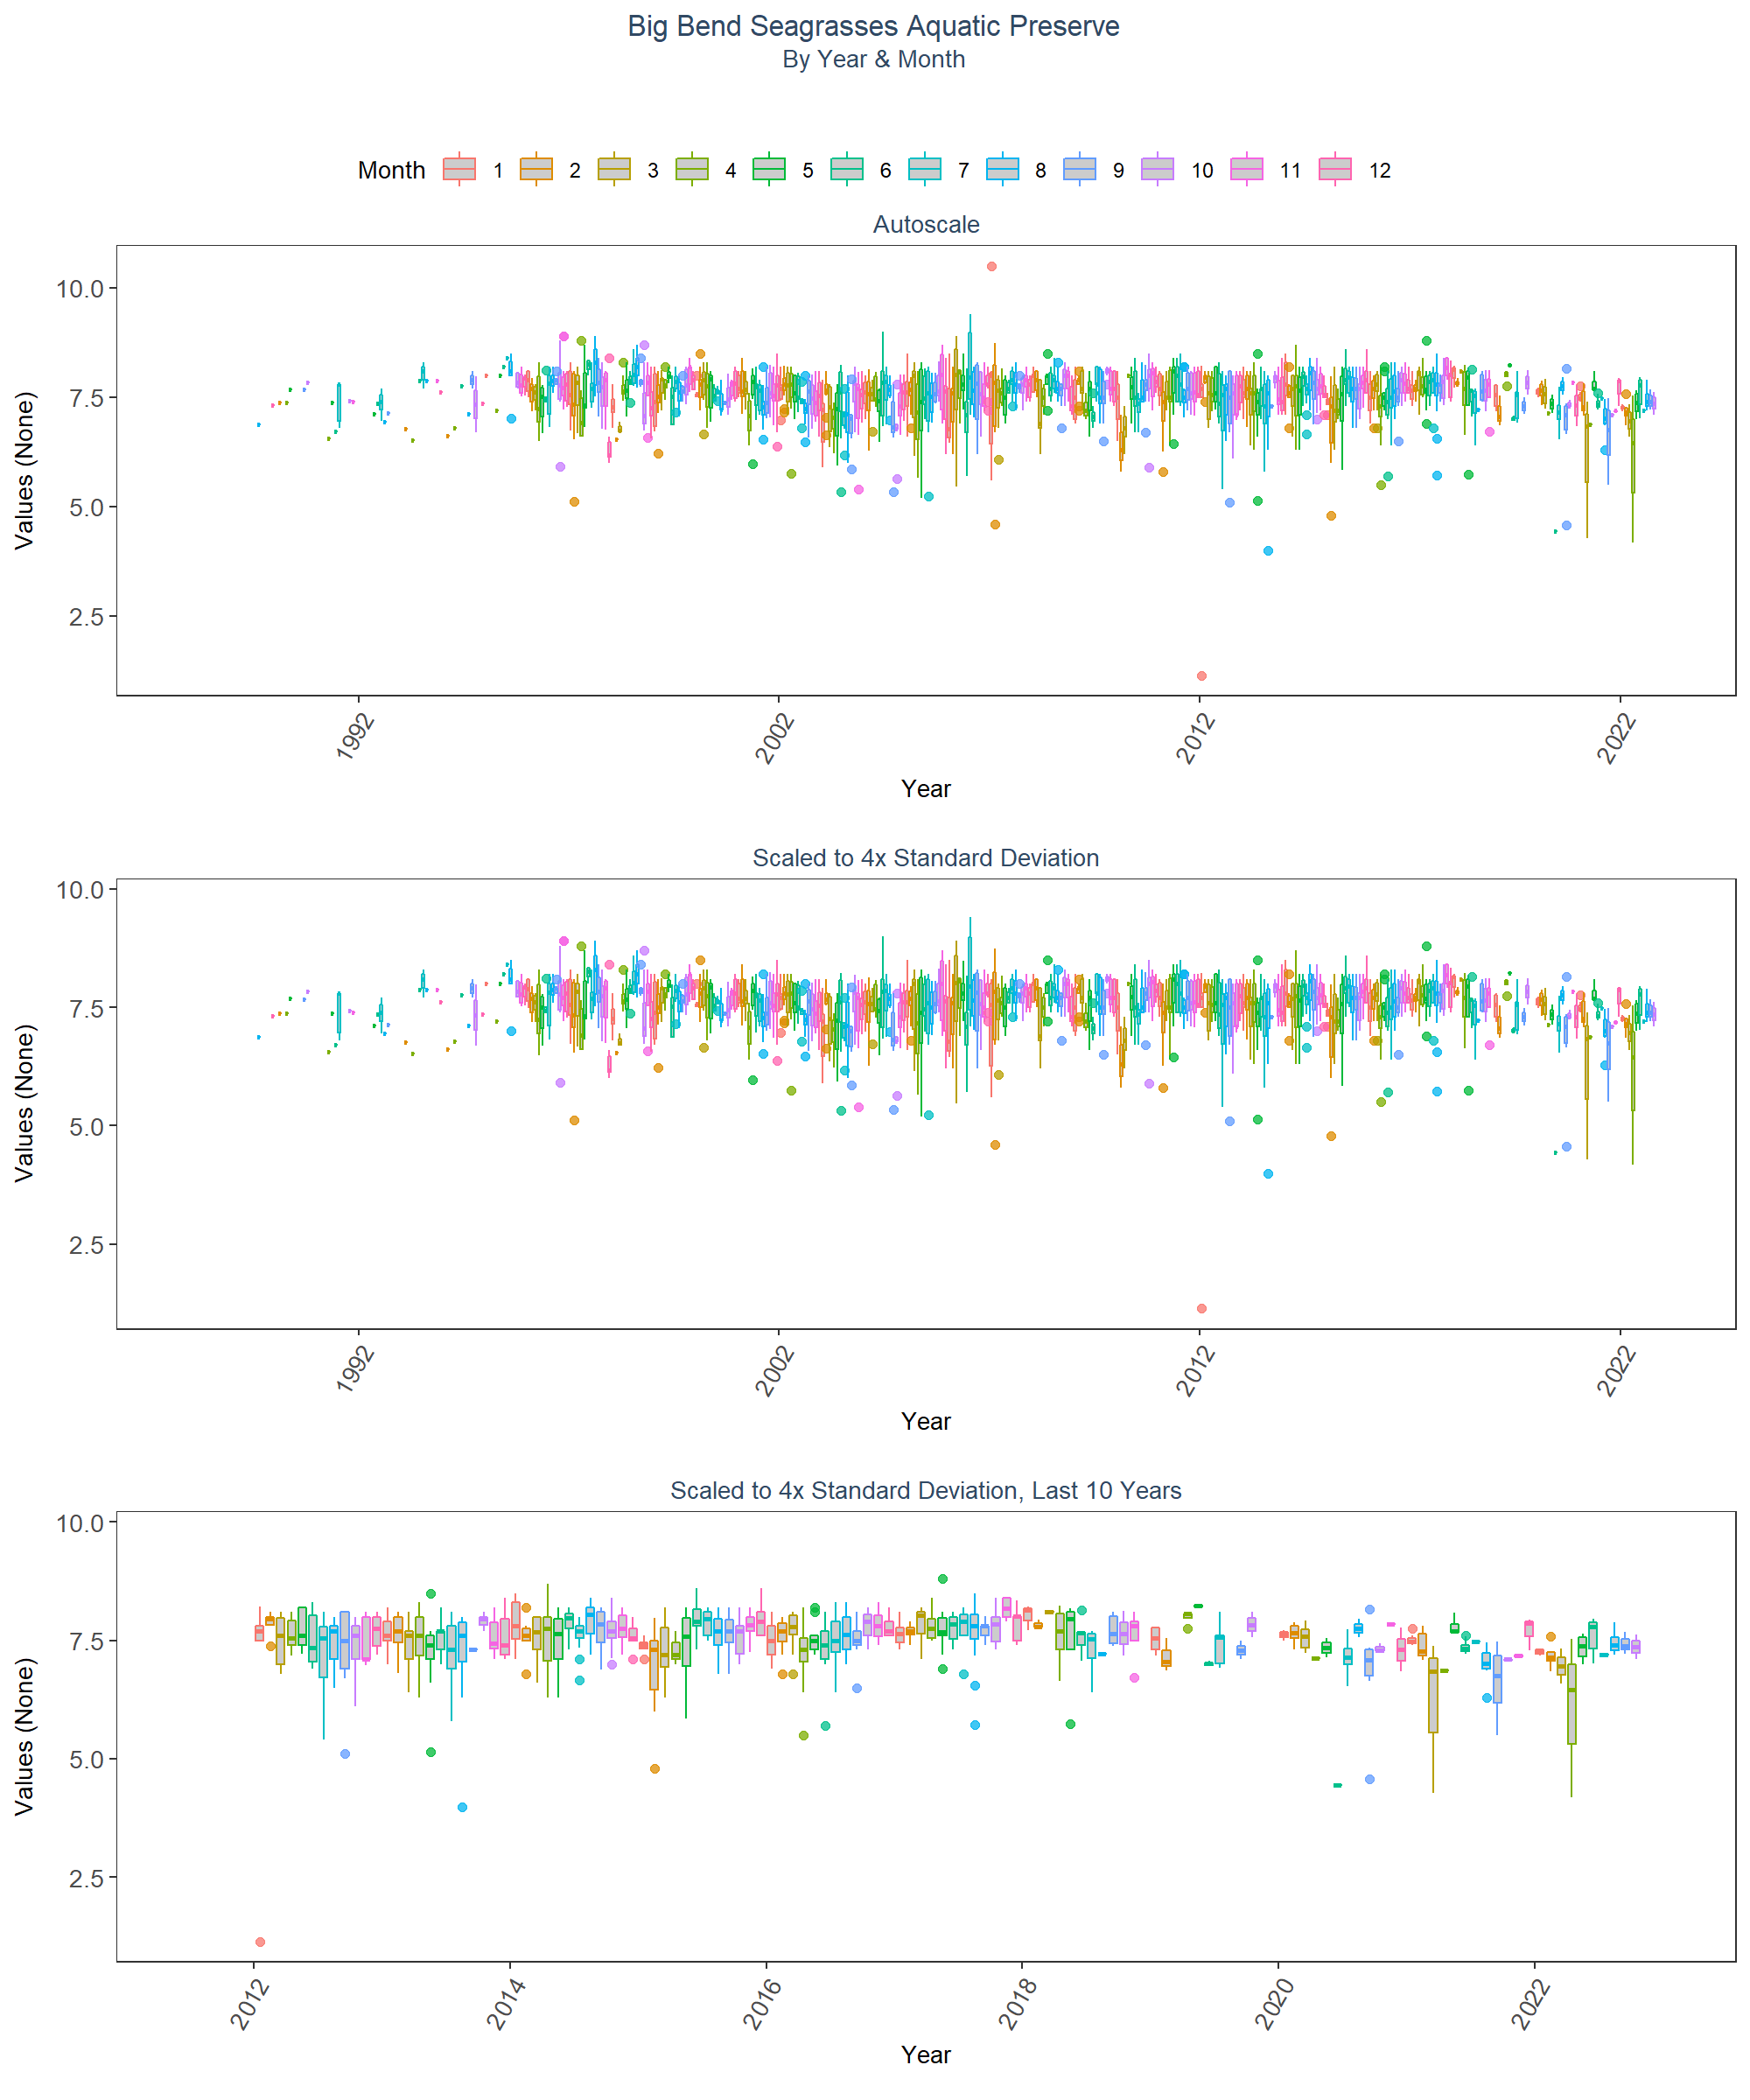 Big Bend Seagrasses Aquatic Preserve
By Year & Month
Month 1 2 3 4 5 6 7 8 9 10 11 12
Autoscale
Values (None)
10.0
7.5
5.0
2.5
1992 2002 2012 2022
Year
Scaled to 4x Standard Deviation
Values (None)
10.0
7.5
5.0
2.5
1992 2002 2012 2022
Year
Scaled to 4x Standard Deviation, Last 10 Years
Values (None)
10.0
7.5
5.0
2.5
2012 2014 2016 2018 2020 2022
Year